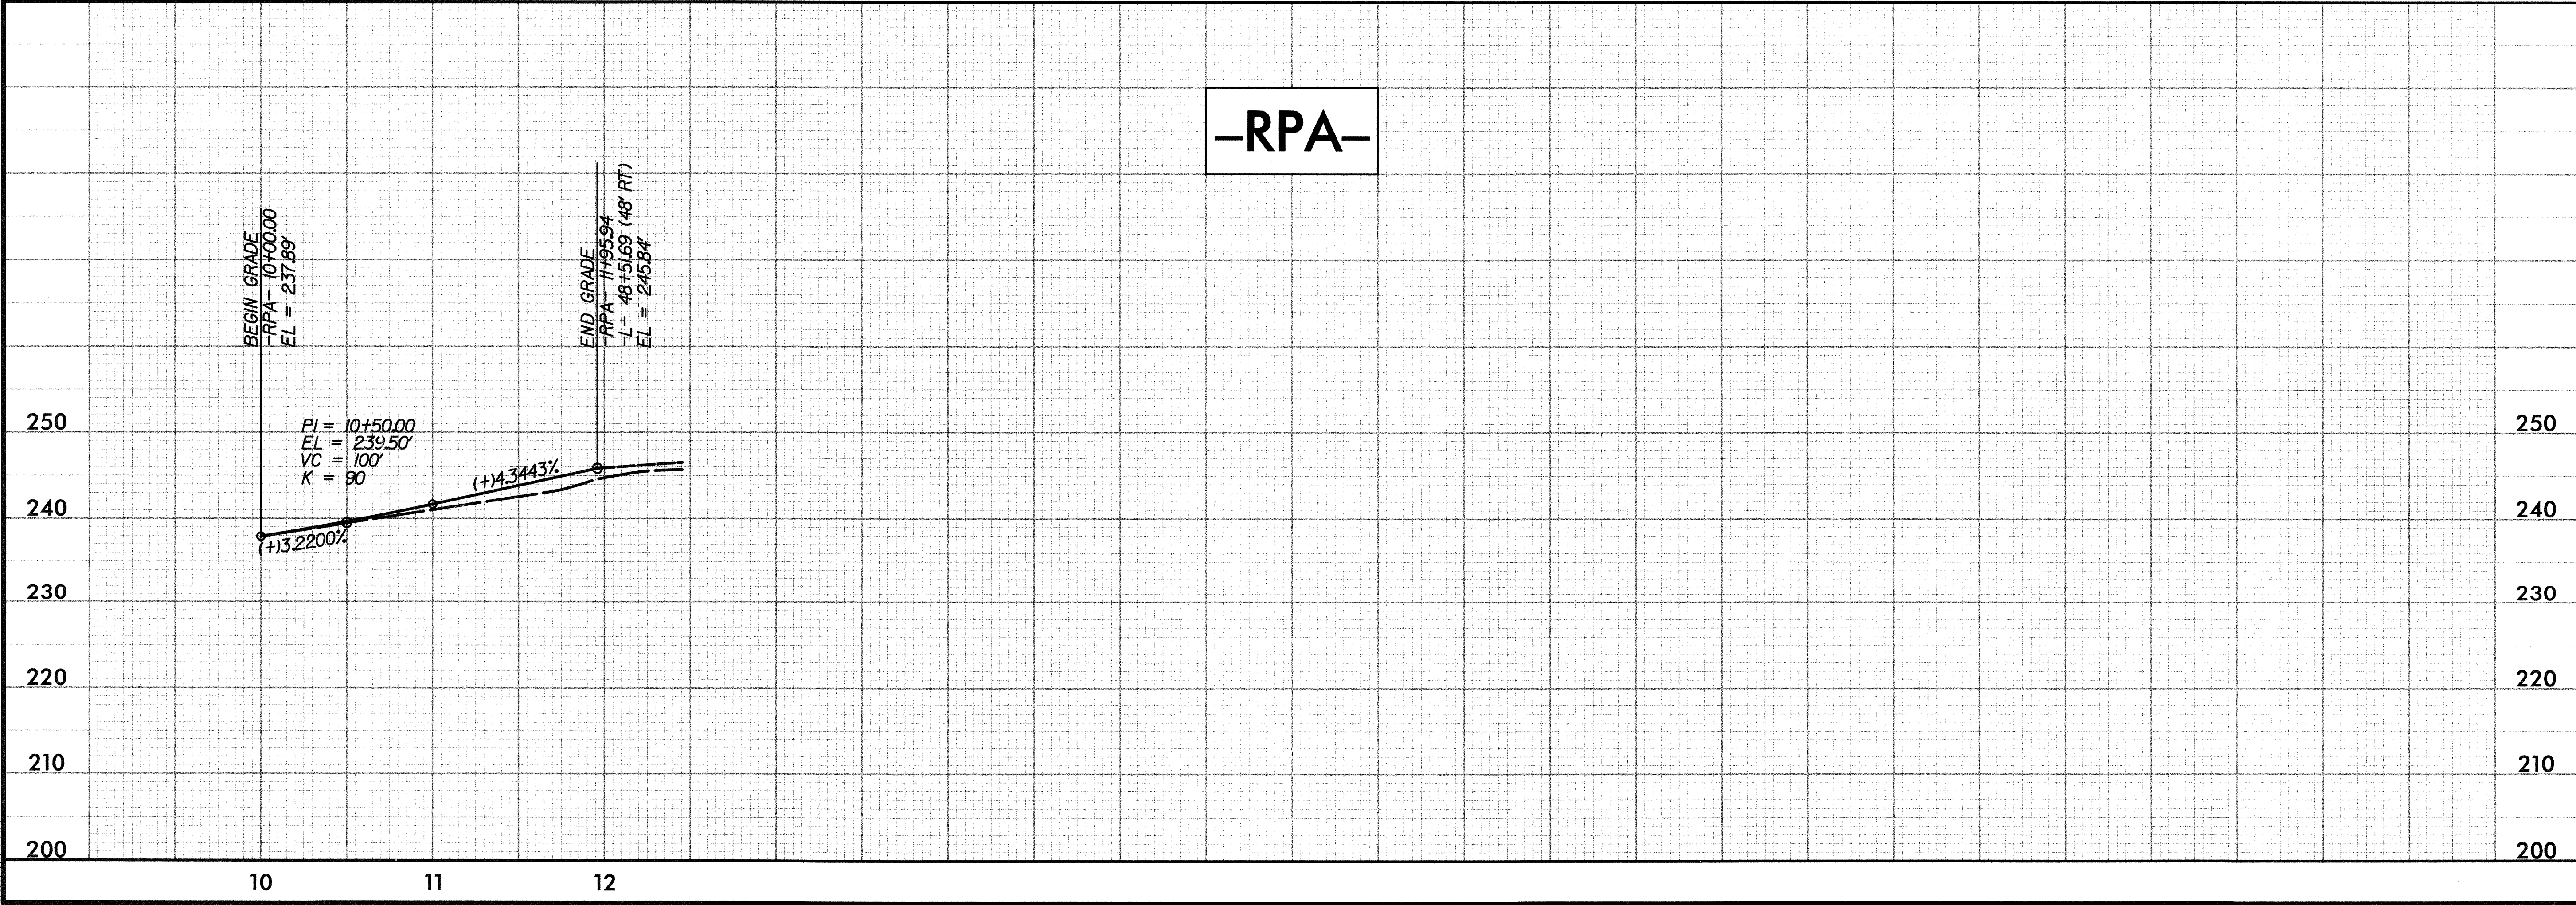 -RPA-
BEGIN GRADE
-RPA- 10+00.00
EL = 237.89'
END GRADE
-RPA- 11+95.94
-L- 48+51.69 (48' RT)
EL = 245.84'
PI = 10+50.00
EL = 239.50'
VC = 100'
K = 90
(+)4.3443%
(+)3.2200%
250 250
240 240
230 230
220 220
210 210
200 200
10 11 12